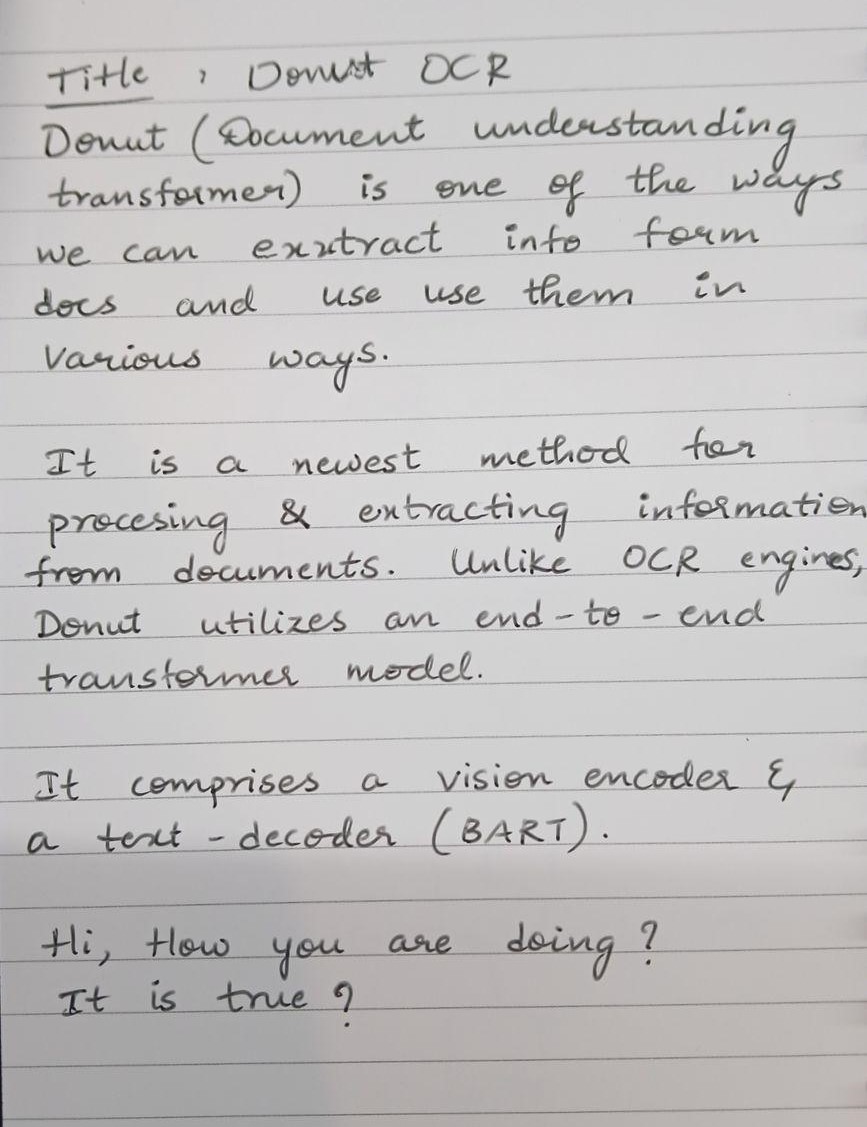 Title : Donut OCR
Donut (Document understanding
transformer) is one of the ways
we can exxtract info form
docs and use use them in
various ways.
It is a newest method for
procesing & extracting information
from documents. Unlike OCR engines,
Donut utilizes an end-to-end
transformer model.
It comprises a vision encoder &
a text-decoder (BART).
Hi, How you are doing?
It is true?